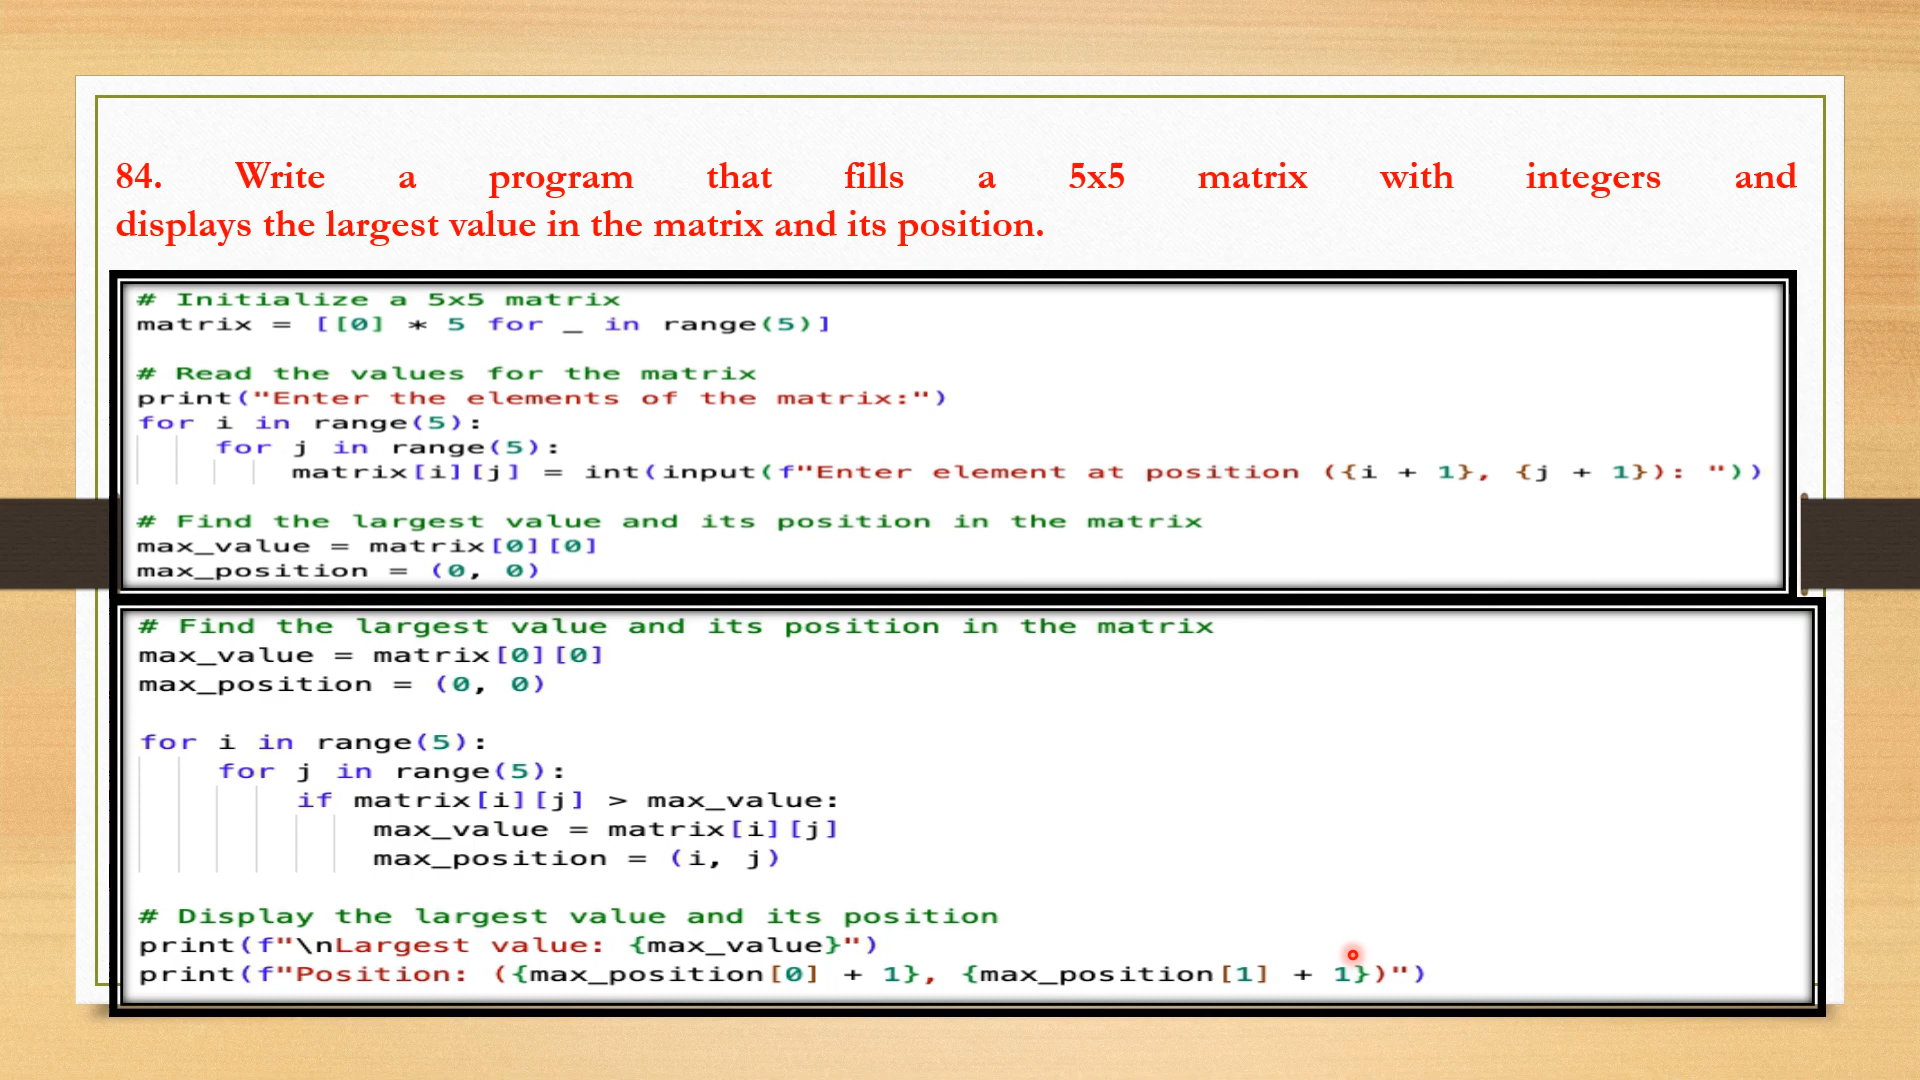 84. Write a program that fills a 5x5 matrix with integers and
displays the largest value in the matrix and its position.
# Initialize a 5x5 matrix
matrix = [[0] * 5 for _ in range(5)]
# Read the values for the matrix
print("Enter the elements of the matrix:")
for i in range(5):
    for j in range(5):
        matrix[i][j] = int(input(f"Enter element at position ({i + 1}, {j + 1}): "))
# Find the largest value and its position in the matrix
max_value = matrix[0][0]
max_position = (0, 0)
# Find the largest value and its position in the matrix
max_value = matrix[0][0]
max_position = (0, 0)
for i in range(5):
    for j in range(5):
        if matrix[i][j] > max_value:
            max_value = matrix[i][j]
            max_position = (i, j)
# Display the largest value and its position
print(f"\nLargest value: {max_value}")
print(f"Position: ({max_position[0] + 1}, {max_position[1] + 1})")